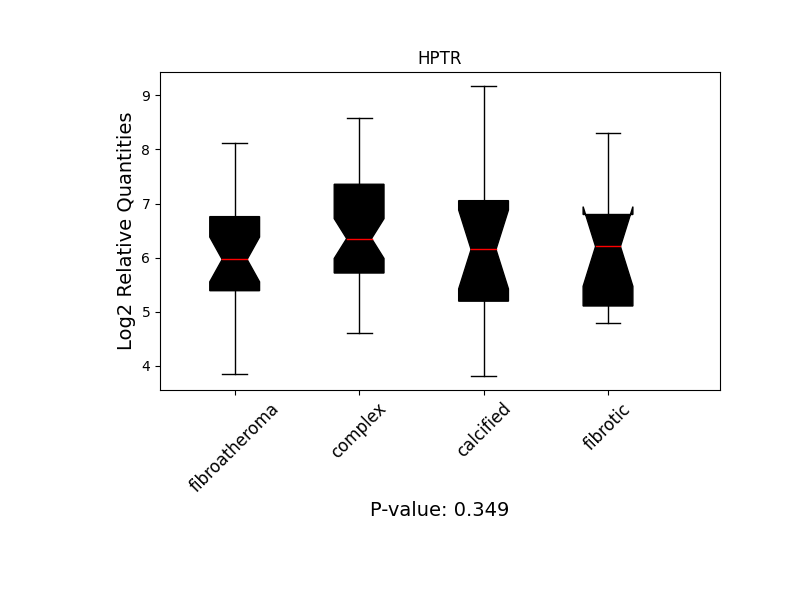 HPTR
Log2 Relative Quantities
9
8
7
6
5
4
fibroatheroma
complex
calcified
fibrotic
P-value: 0.349